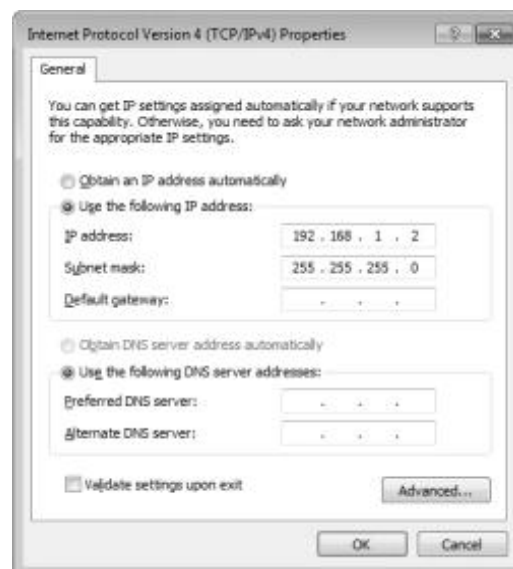 Internet Protocol Version 4 (TCP/IPv4) Properties
General
You can get IP settings assigned automatically if your network supports
this capability. Otherwise, you need to ask your network administrator
for the appropriate IP settings.
Obtain an IP address automatically
Use the following IP address:
IP address: 192 . 168 . 1 . 2
Subnet mask: 255 . 255 . 255 . 0
Default gateway: . . .
Obtain DNS server address automatically
Use the following DNS server addresses:
Preferred DNS server: . . .
Alternate DNS server: . . .
Validate settings upon exit
Advanced...
OK Cancel